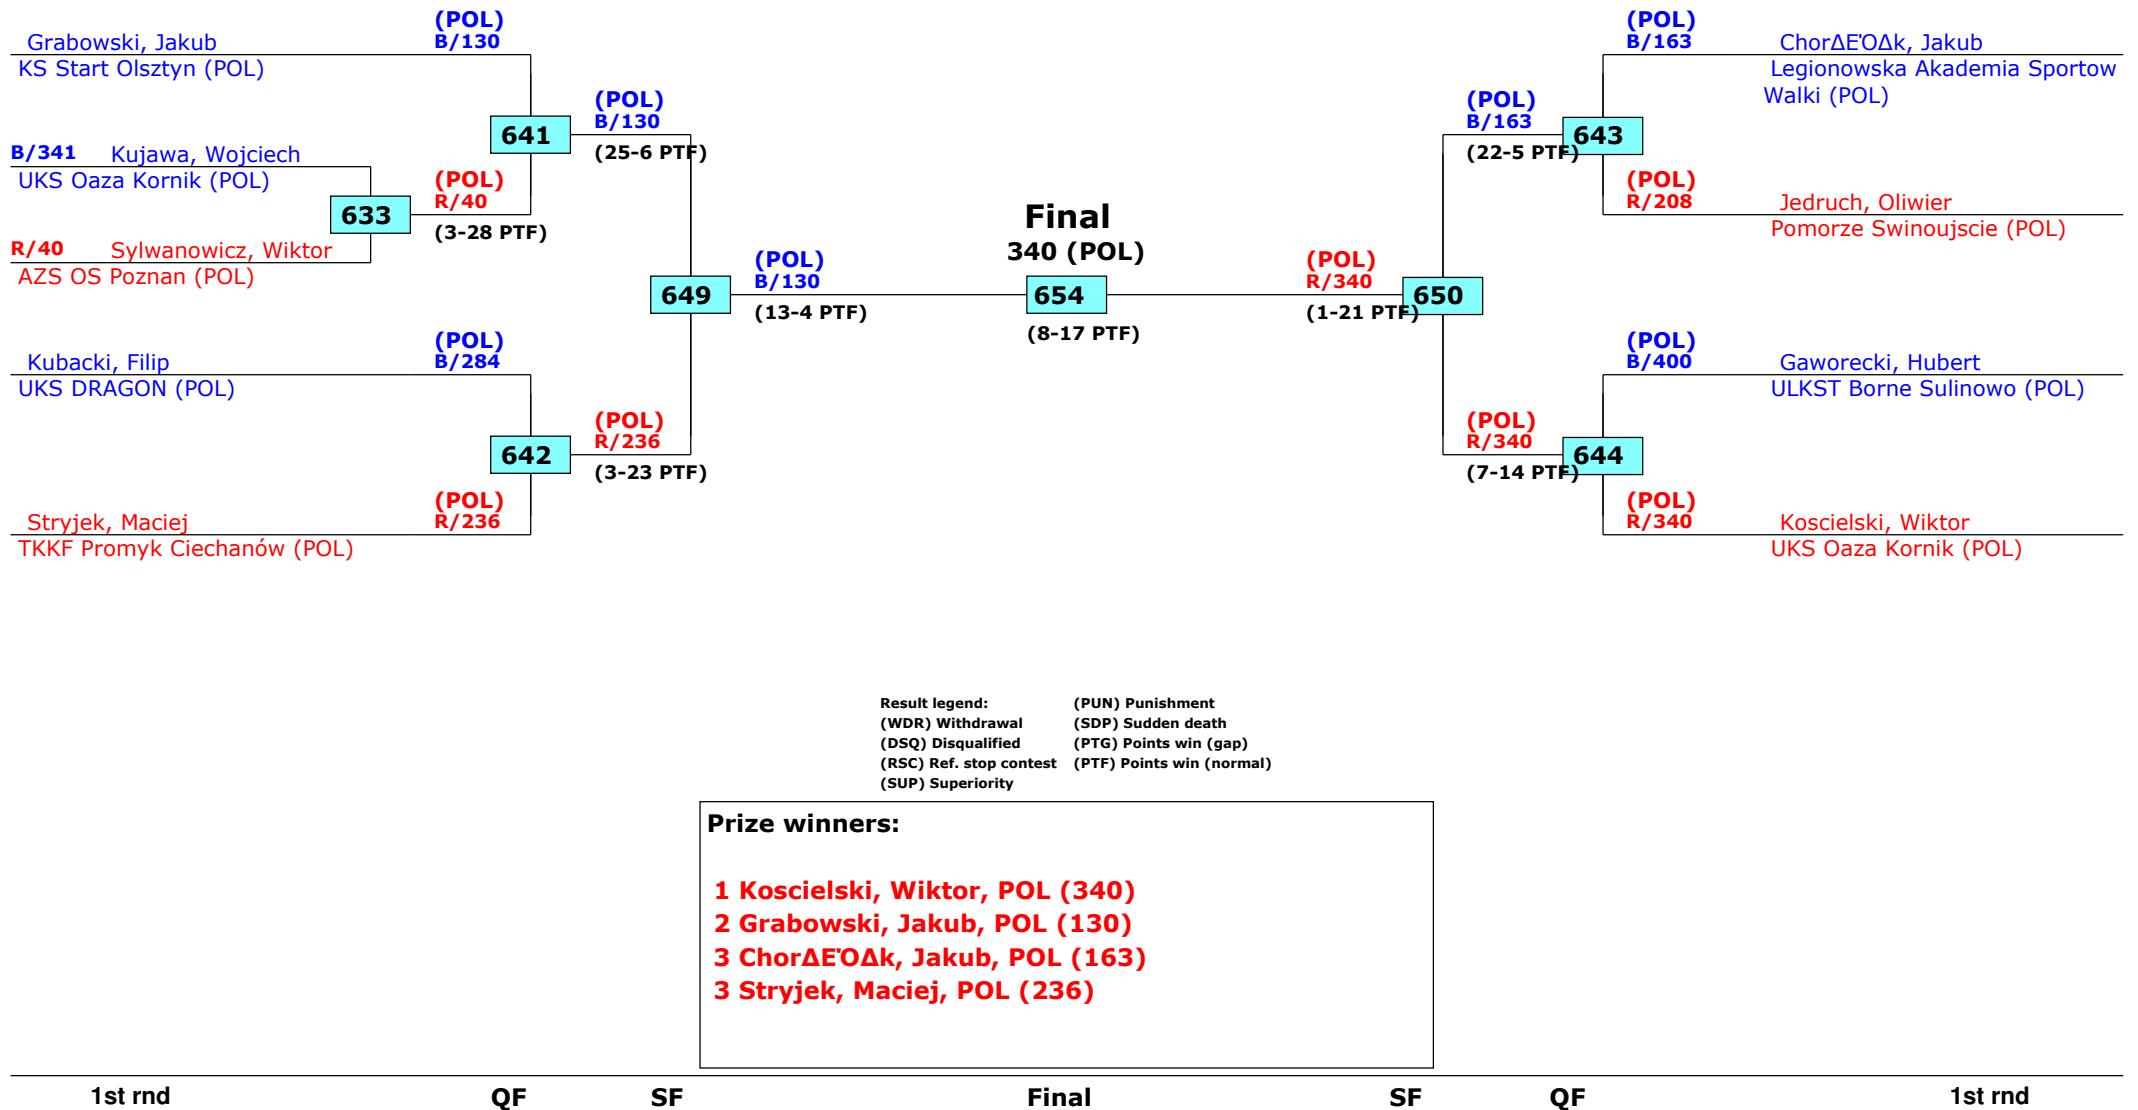 (POL)
B/130
Grabowski, Jakub
KS Start Olsztyn (POL)
641
(POL)
B/130
(25-6 PTF)
B/341 Kujawa, Wojciech
UKS Oaza Kornik (POL)
633
(POL)
R/40
(3-28 PTF)
R/40 Sylwanowicz, Wiktor
AZS OS Poznan (POL)
649
(POL)
B/130
(13-4 PTF)
(POL)
B/284
Kubacki, Filip
UKS DRAGON (POL)
642
(POL)
R/236
(3-23 PTF)
(POL)
R/236
Stryjek, Maciej
TKKF Promyk Ciechanów (POL)
Final
340 (POL)
654
(8-17 PTF)
(POL)
R/340
(1-21 PTF)
650
(POL)
B/163
(22-5 PTF)
643
(POL)
B/163
ChorΔEΌΔk, Jakub
Legionowska Akademia Sportow
Walki (POL)
(POL)
R/208
Jedruch, Oliwier
Pomorze Swinoujscie (POL)
(POL)
R/340
(7-14 PTF)
644
(POL)
B/400
Gaworecki, Hubert
ULKST Borne Sulinowo (POL)
(POL)
R/340
Koscielski, Wiktor
UKS Oaza Kornik (POL)
Result legend:
(WDR) Withdrawal
(DSQ) Disqualified
(RSC) Ref. stop contest
(SUP) Superiority
(PUN) Punishment
(SDP) Sudden death
(PTG) Points win (gap)
(PTF) Points win (normal)
Prize winners:
1 Koscielski, Wiktor, POL (340)
2 Grabowski, Jakub, POL (130)
3 ChorΔEΌΔk, Jakub, POL (163)
3 Stryjek, Maciej, POL (236)
1st rnd QF SF Final SF QF 1st rnd